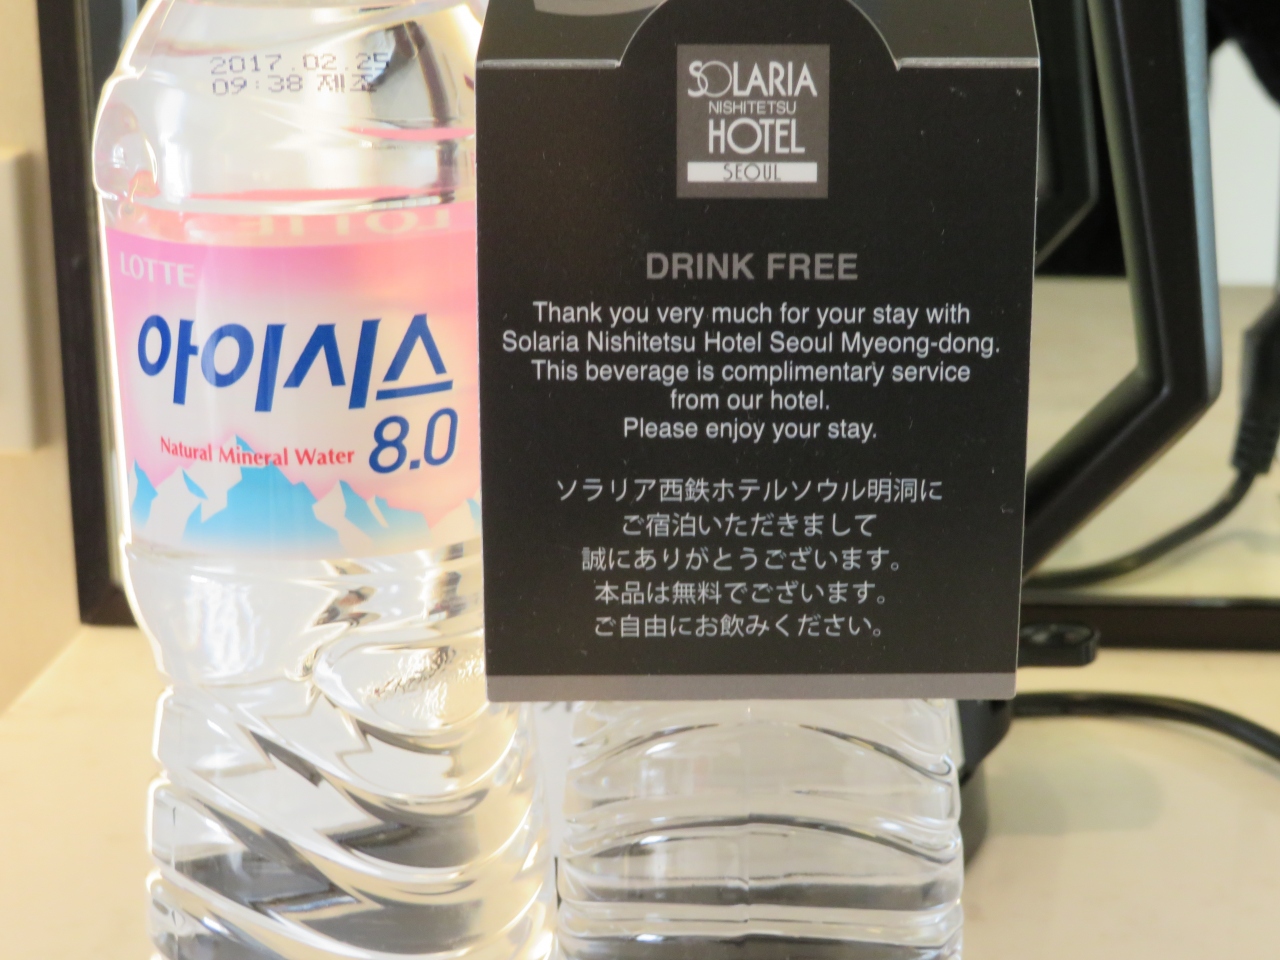 2017.02.25
09:38 제조
LOTTE
아이시스
8.0
Natural Mineral Water
SOLARIA
NISHITETSU
HOTEL
SEOUL
DRINK FREE
Thank you very much for your stay with
Solaria Nishitetsu Hotel Seoul Myeong-dong.
This beverage is complimentary service
from our hotel.
Please enjoy your stay.
ソラリア西鉄ホテルソウル明洞に
ご宿泊いただきまして
誠にありがとうございます。
本品は無料でございます。
ご自由にお飲みください。